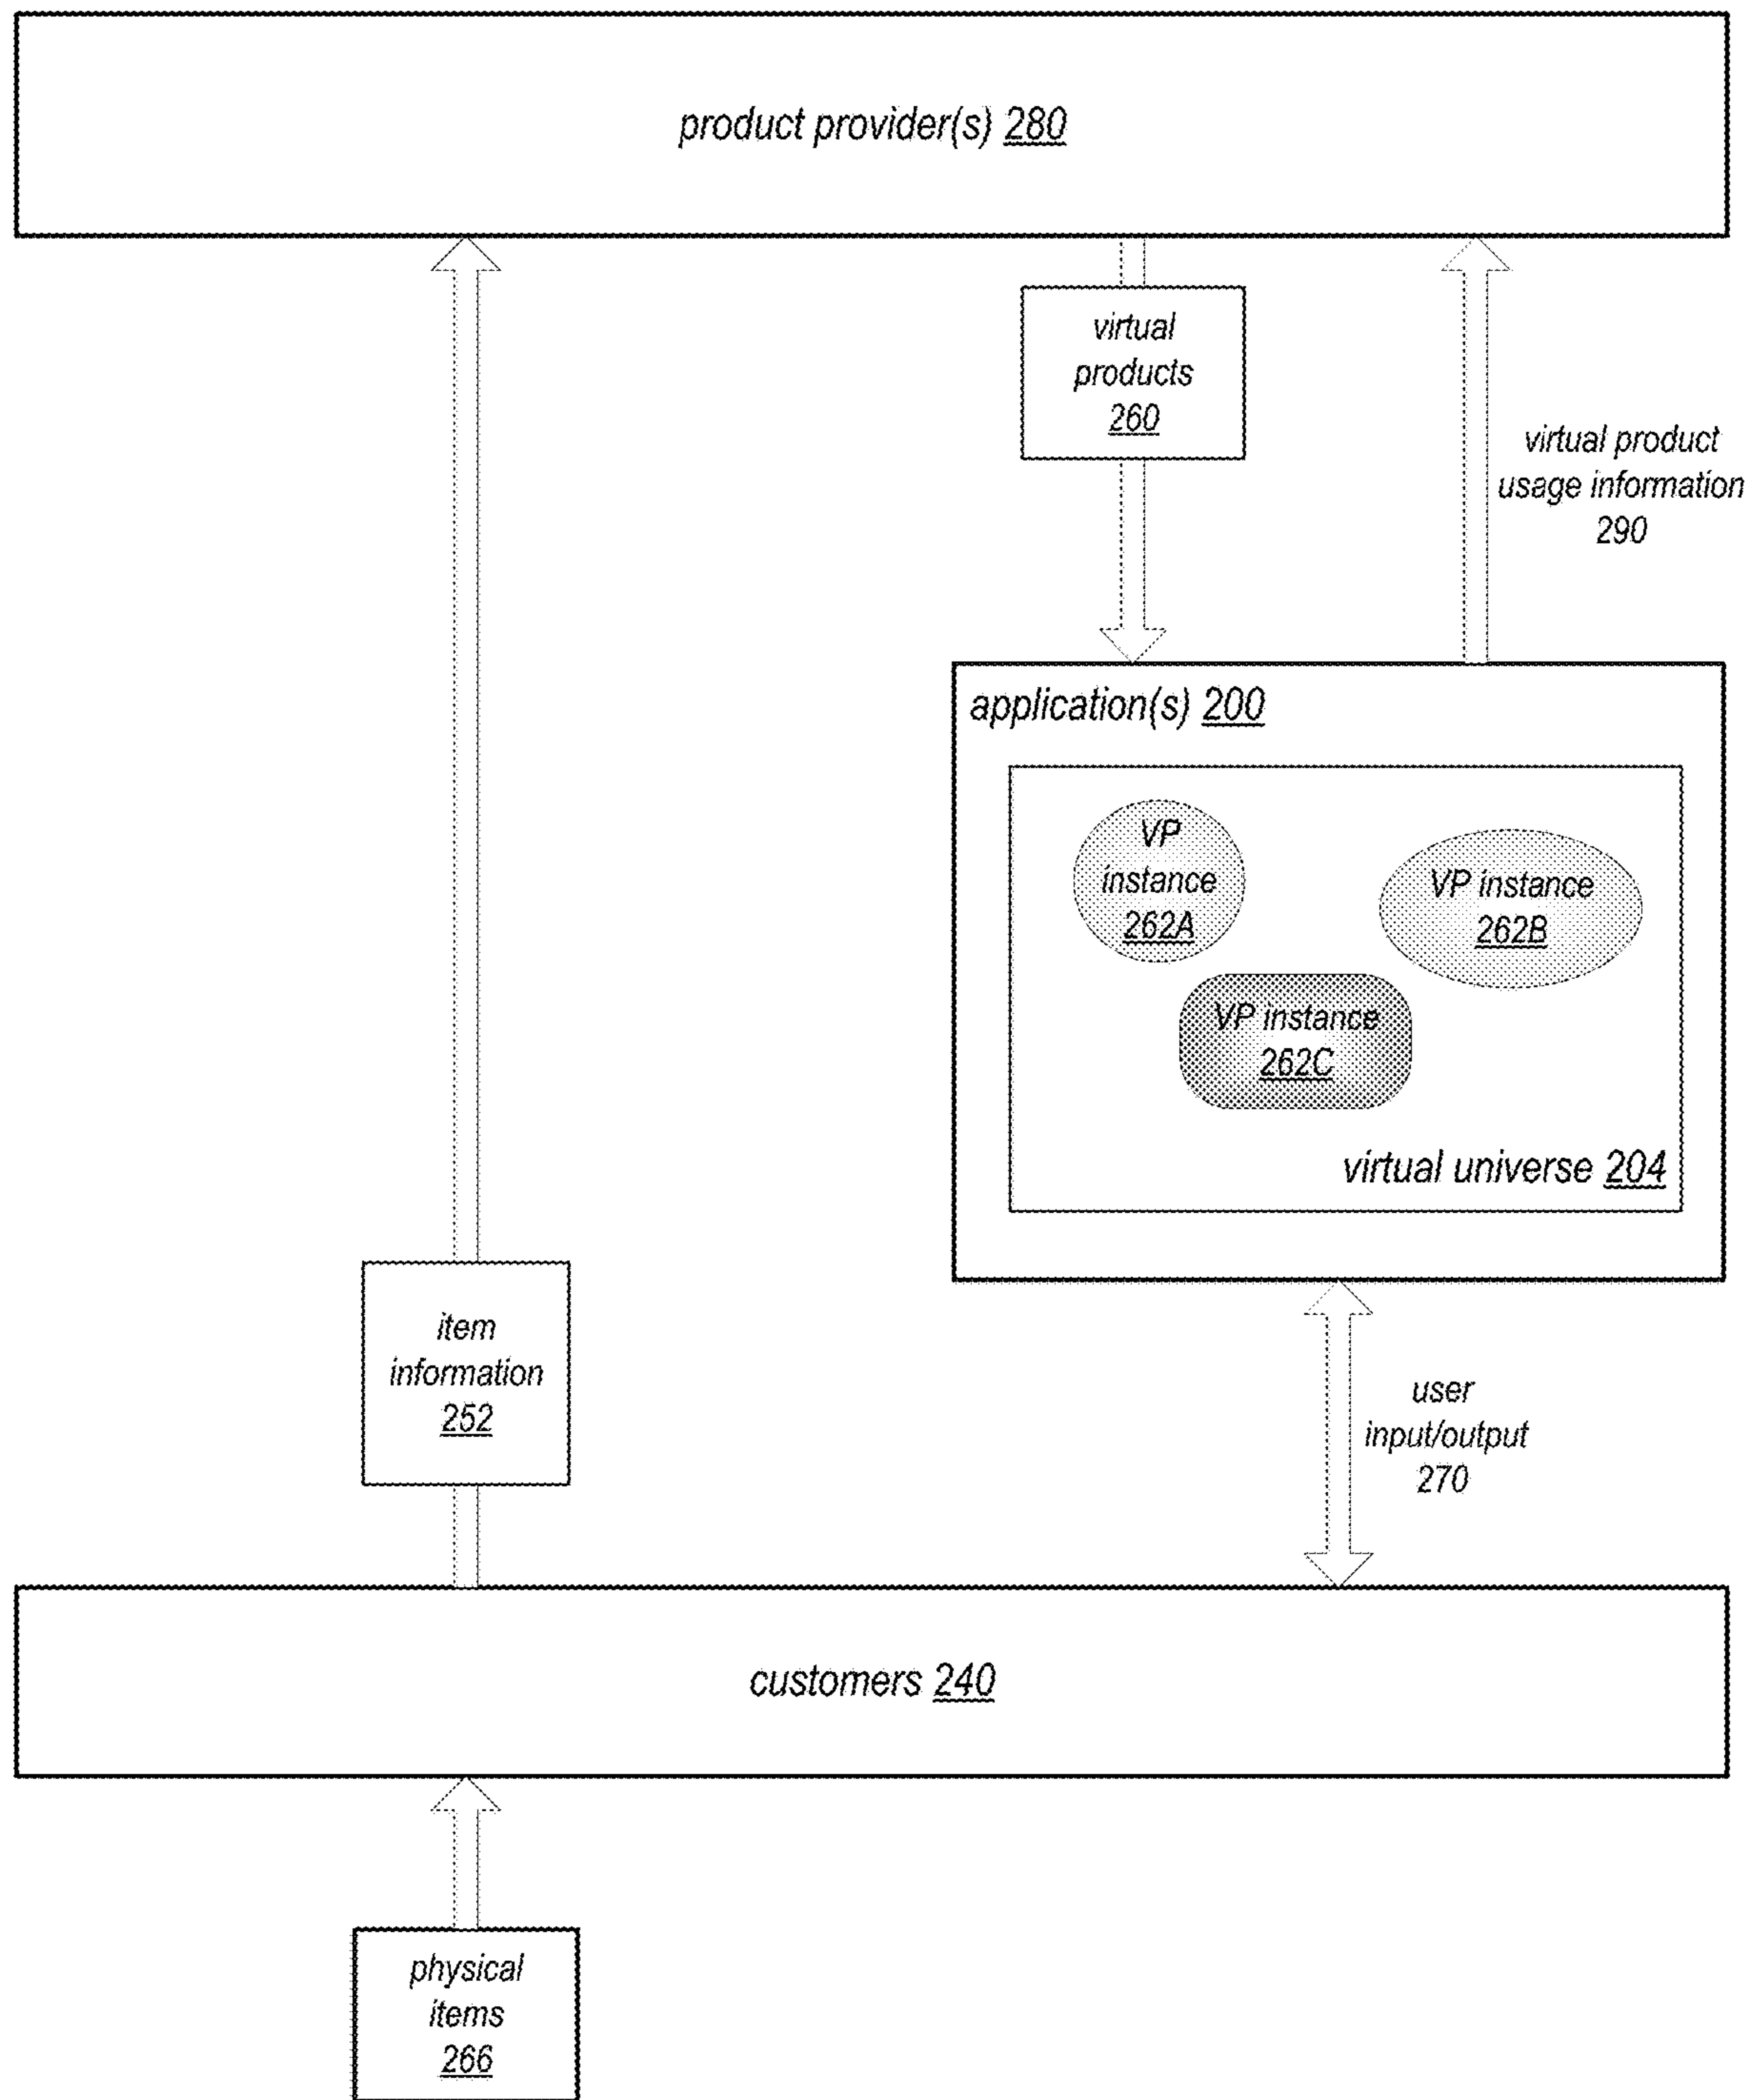 product provider(s) 280
virtual
products
260
virtual product
usage information
290
application(s) 200
VP
instance
262A
VP instance
262B
VP instance
262C
virtual universe 204
item
information
252
user
input/output
270
customers 240
physical
items
266